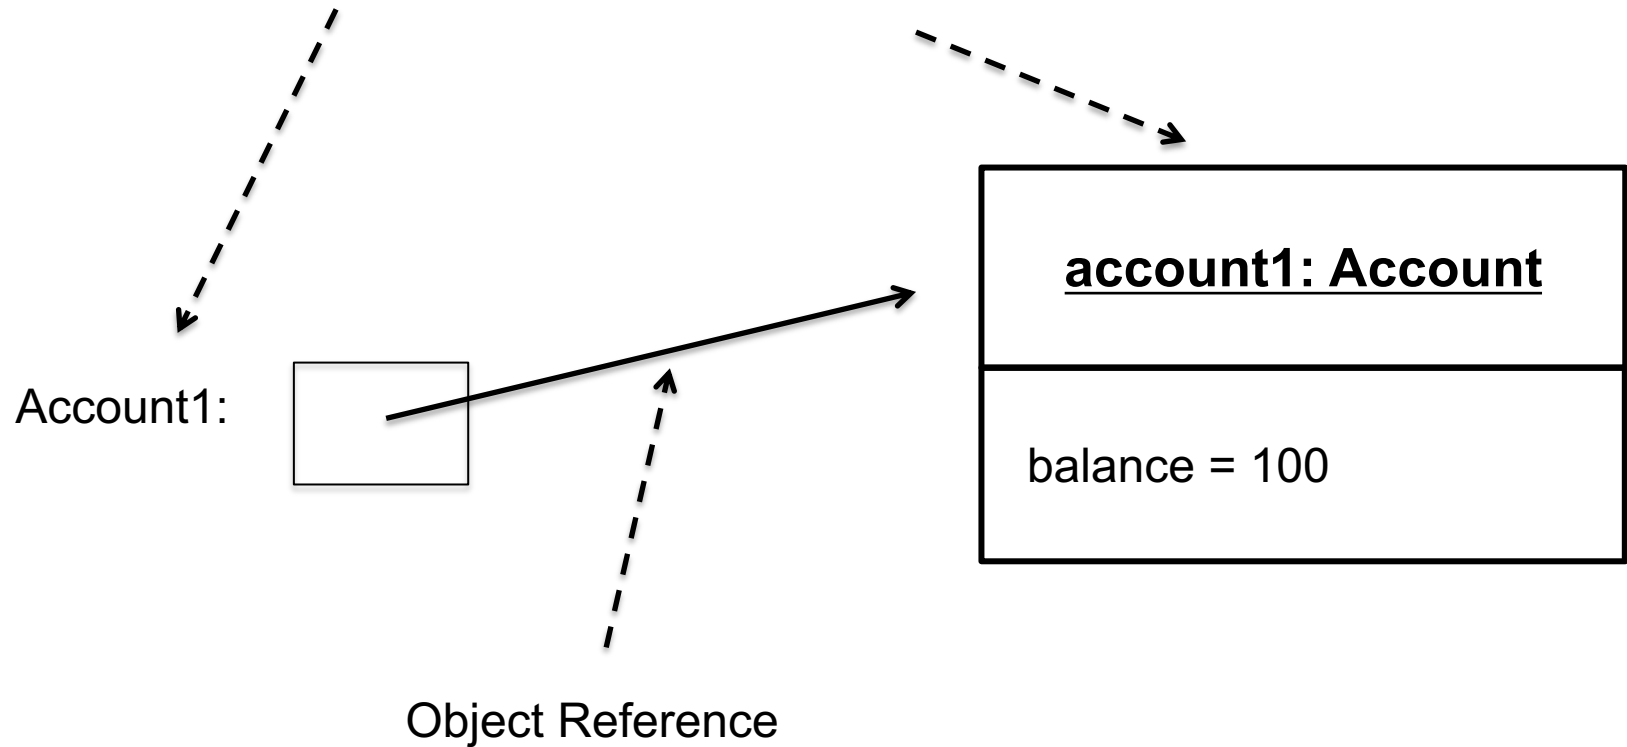 account1: Account
Account1:
balance = 100
Object Reference